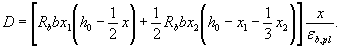 D = [R_b b x_1 (h_0 - 1/2 x) + 1/2 R_b b x_2 (h_0 - x_1 - 1/3 x_2)] x/ε_{b,pl}.